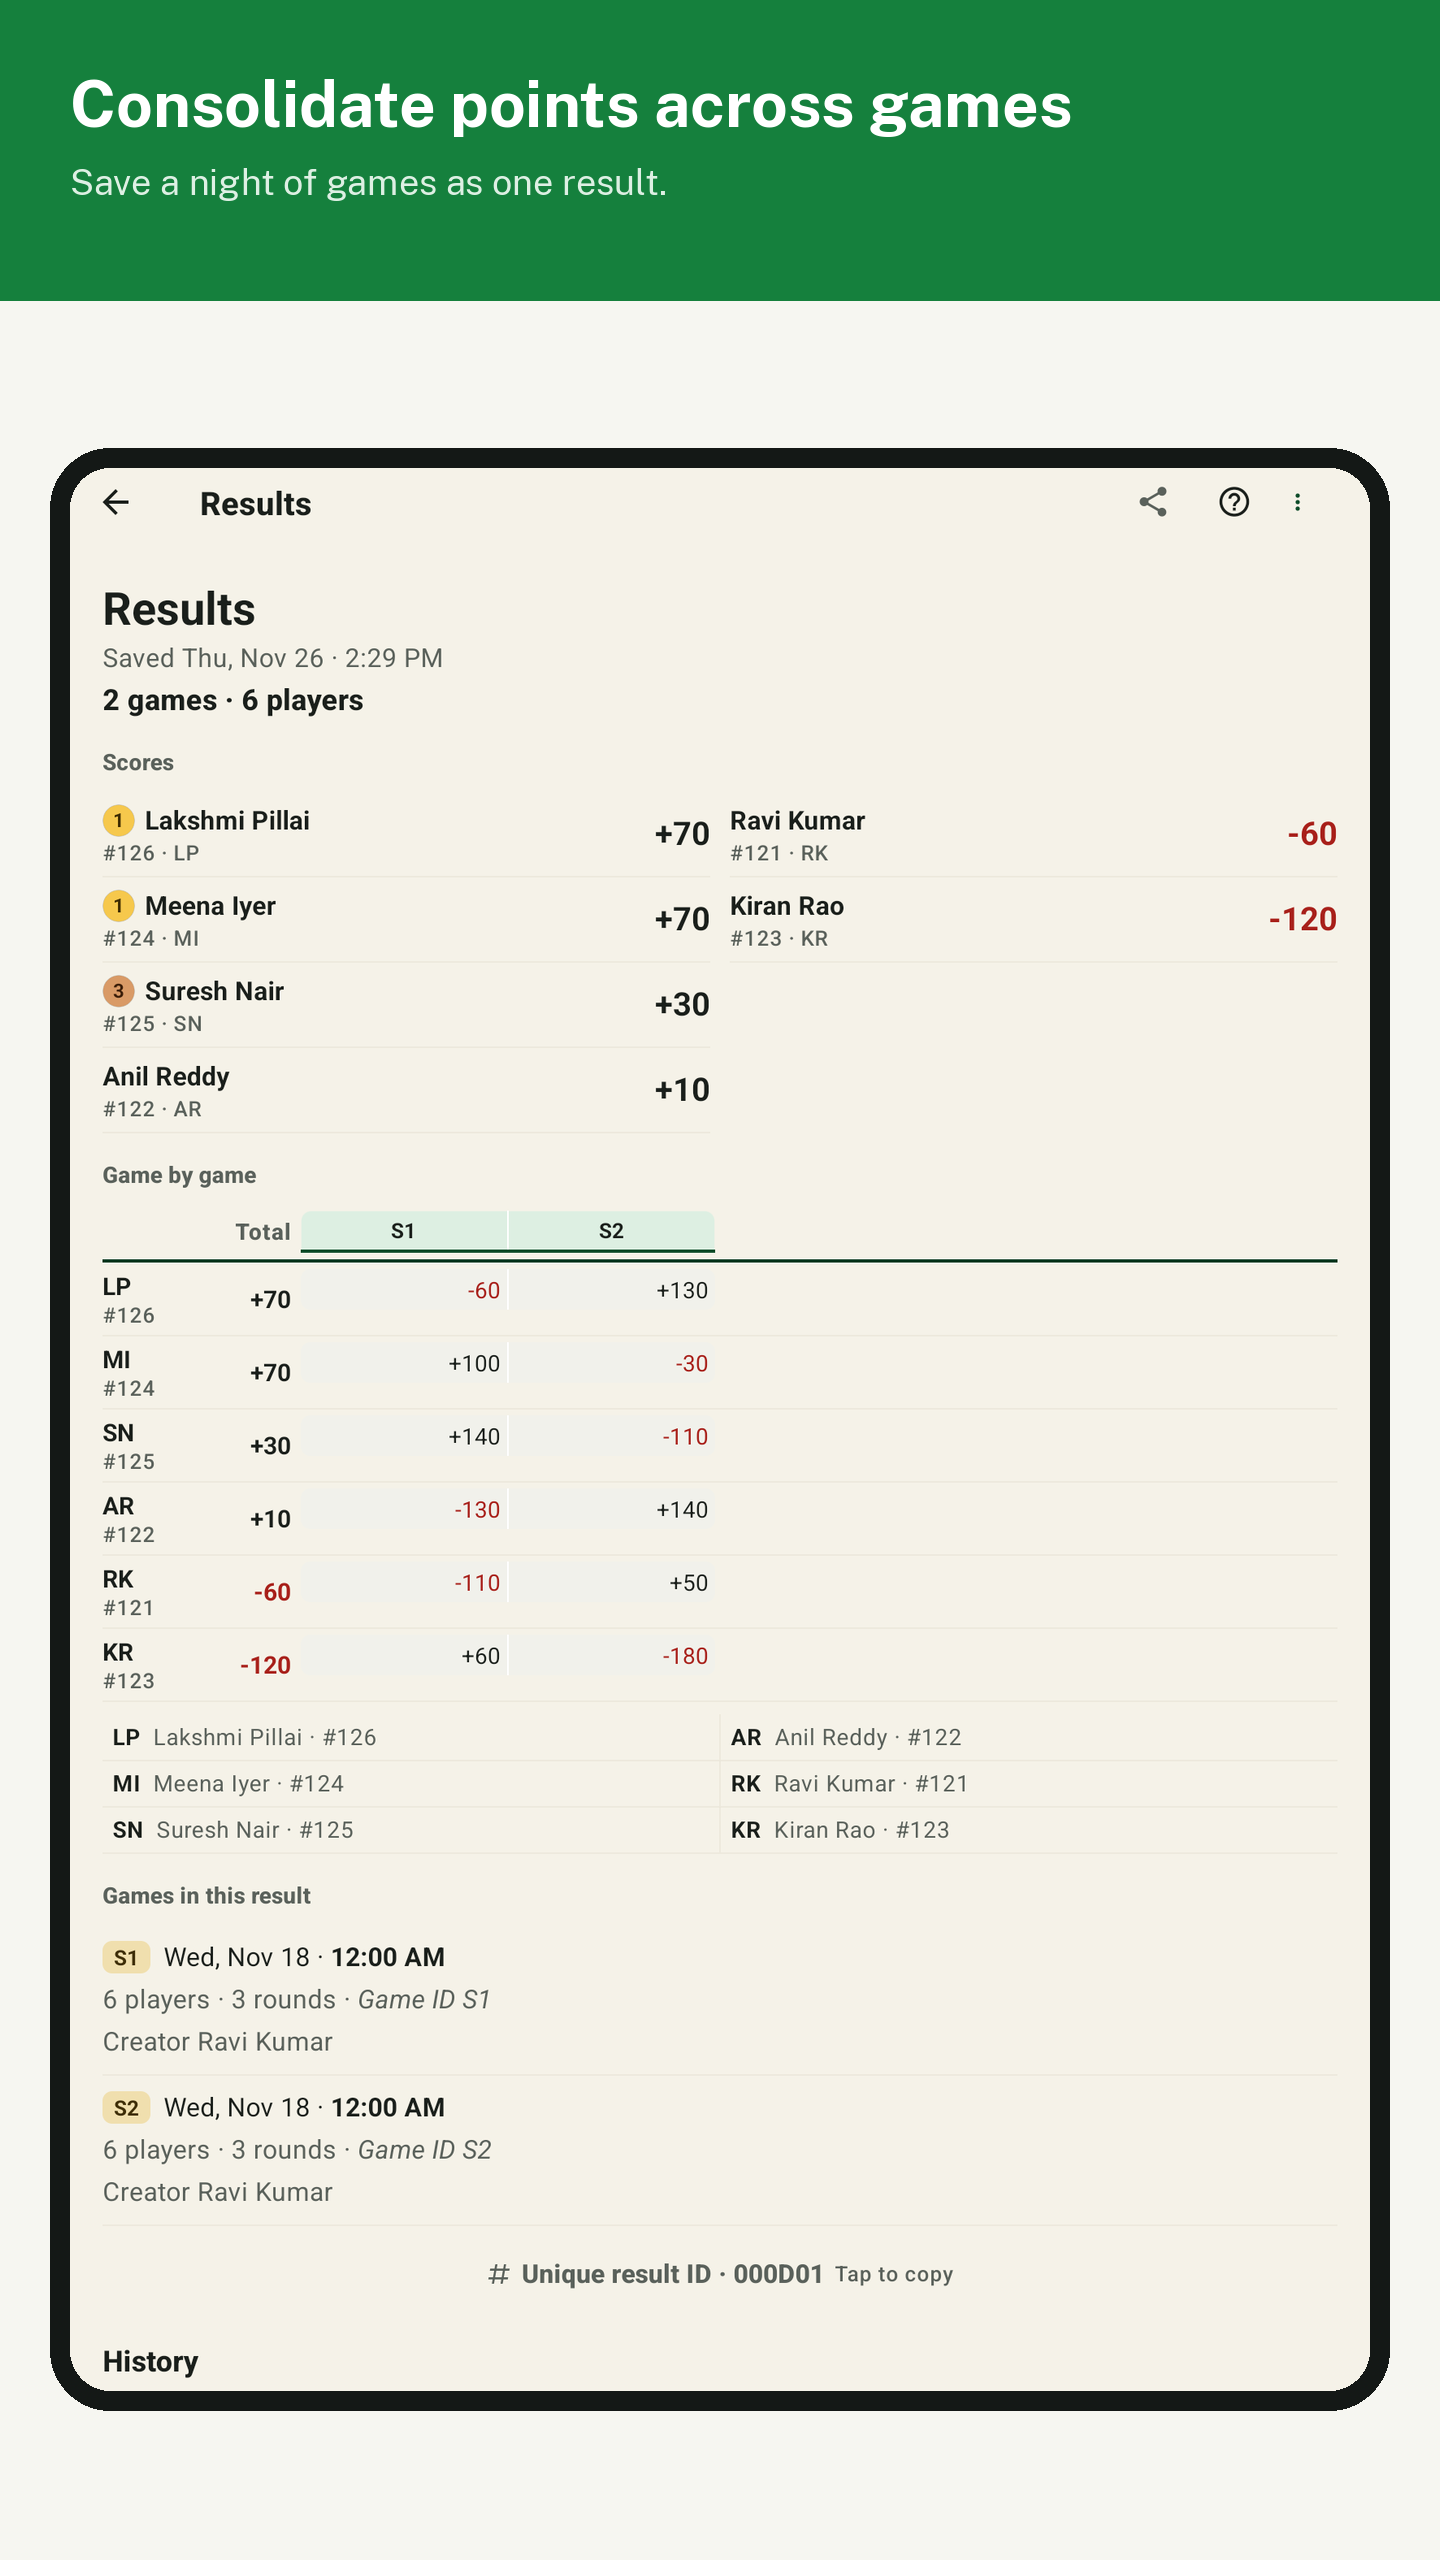 Consolidate points across games
Save a night of games as one result.
Results
Results
Saved Thu, Nov 26 · 2:29 PM
2 games · 6 players
Scores
1 Lakshmi Pillai +70
#126 · LP
1 Meena Iyer +70
#124 · MI
3 Suresh Nair +30
#125 · SN
Anil Reddy +10
#122 · AR
Ravi Kumar -60
#121 · RK
Kiran Rao -120
#123 · KR
Game by game
Total S1 S2
LP +70 -60 +130
#126
MI +70 +100 -30
#124
SN +30 +140 -110
#125
AR +10 -130 +140
#122
RK -60 -110 +50
#121
KR -120 +60 -180
#123
LP Lakshmi Pillai · #126
MI Meena Iyer · #124
SN Suresh Nair · #125
AR Anil Reddy · #122
RK Ravi Kumar · #121
KR Kiran Rao · #123
Games in this result
S1 Wed, Nov 18 · 12:00 AM
6 players · 3 rounds · Game ID S1
Creator Ravi Kumar
S2 Wed, Nov 18 · 12:00 AM
6 players · 3 rounds · Game ID S2
Creator Ravi Kumar
# Unique result ID · 000D01 Tap to copy
History